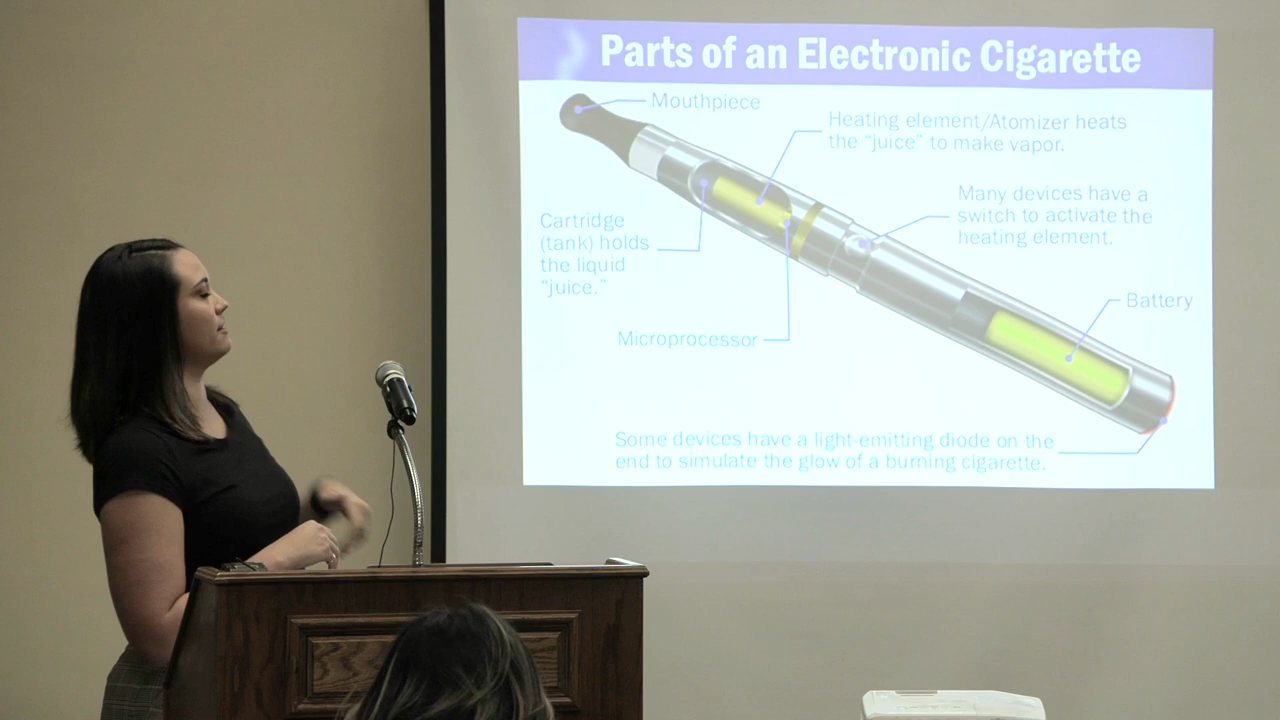 Parts of an Electronic Cigarette
Mouthpiece
Heating element/Atomizer heats
the “juice” to make vapor.
Many devices have a
switch to activate the
heating element.
Cartridge
(tank) holds
the liquid
“juice.”
Battery
Microprocessor
Some devices have a light-emitting diode on the
end to simulate the glow of a burning cigarette.